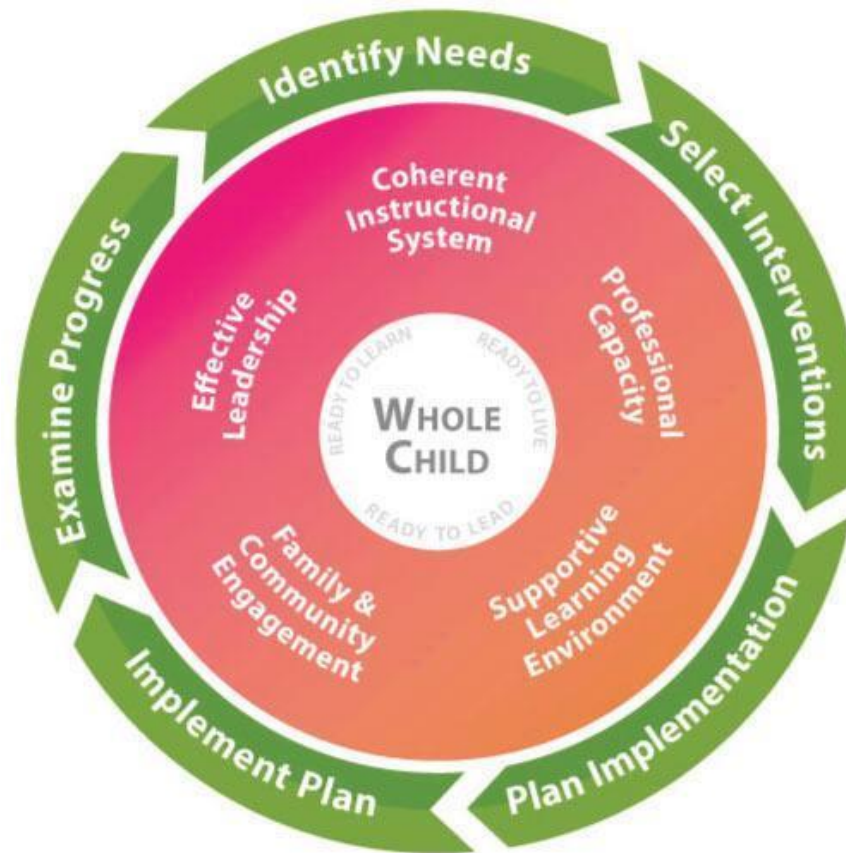 Identify Needs
Select Interventions
Plan Implementation
Implement Plan
Examine Progress
Coherent
Instructional
System
Professional
Capacity
Supportive
Learning
Environment
Family &
Community
Engagement
Effective
Leadership
READY TO LEARN
READY TO LIVE
READY TO LEAD
WHOLE
CHILD